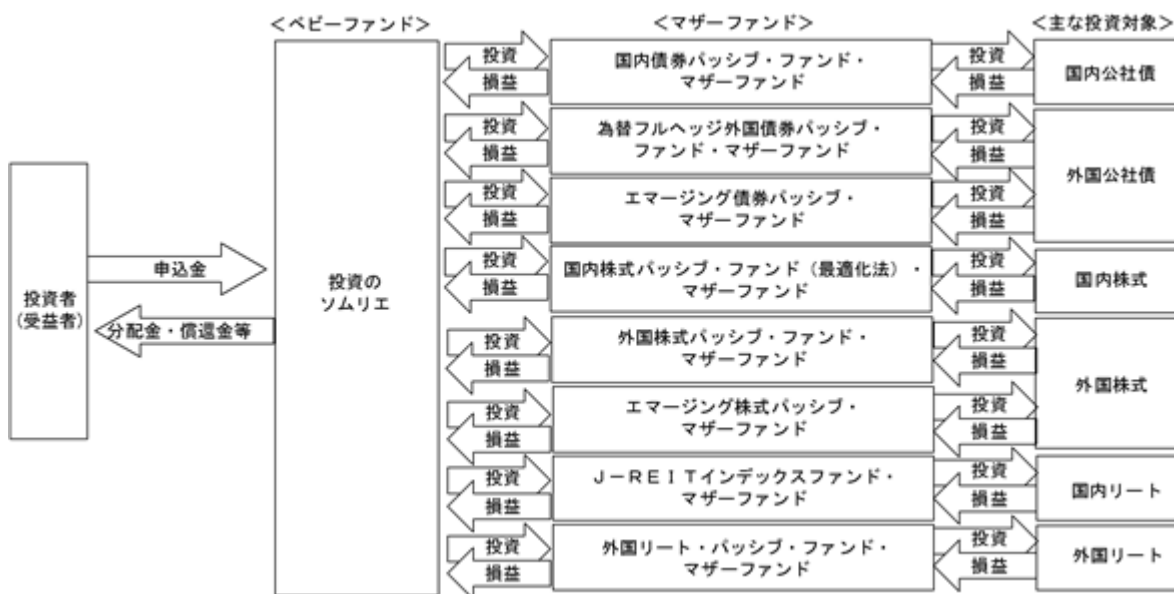 <ベビーファンド>
<マザーファンド>
<主な投資対象>
投資者
(受益者)
申込金
分配金・償還金等
投資の
ソムリエ
投資
損益
国内債券パッシブ・ファンド・
マザーファンド
投資
損益
国内公社債
投資
損益
為替フルヘッジ外国債券パッシブ・
ファンド・マザーファンド
投資
損益
外国公社債
投資
損益
エマージング債券パッシブ・
マザーファンド
投資
損益
投資
損益
国内株式パッシブ・ファンド(最適化法)・
マザーファンド
投資
損益
国内株式
投資
損益
外国株式パッシブ・ファンド・
マザーファンド
投資
損益
外国株式
投資
損益
エマージング株式パッシブ・
マザーファンド
投資
損益
投資
損益
J-REITインデックスファンド・
マザーファンド
投資
損益
国内リート
投資
損益
外国リート・パッシブ・ファンド・
マザーファンド
投資
損益
外国リート